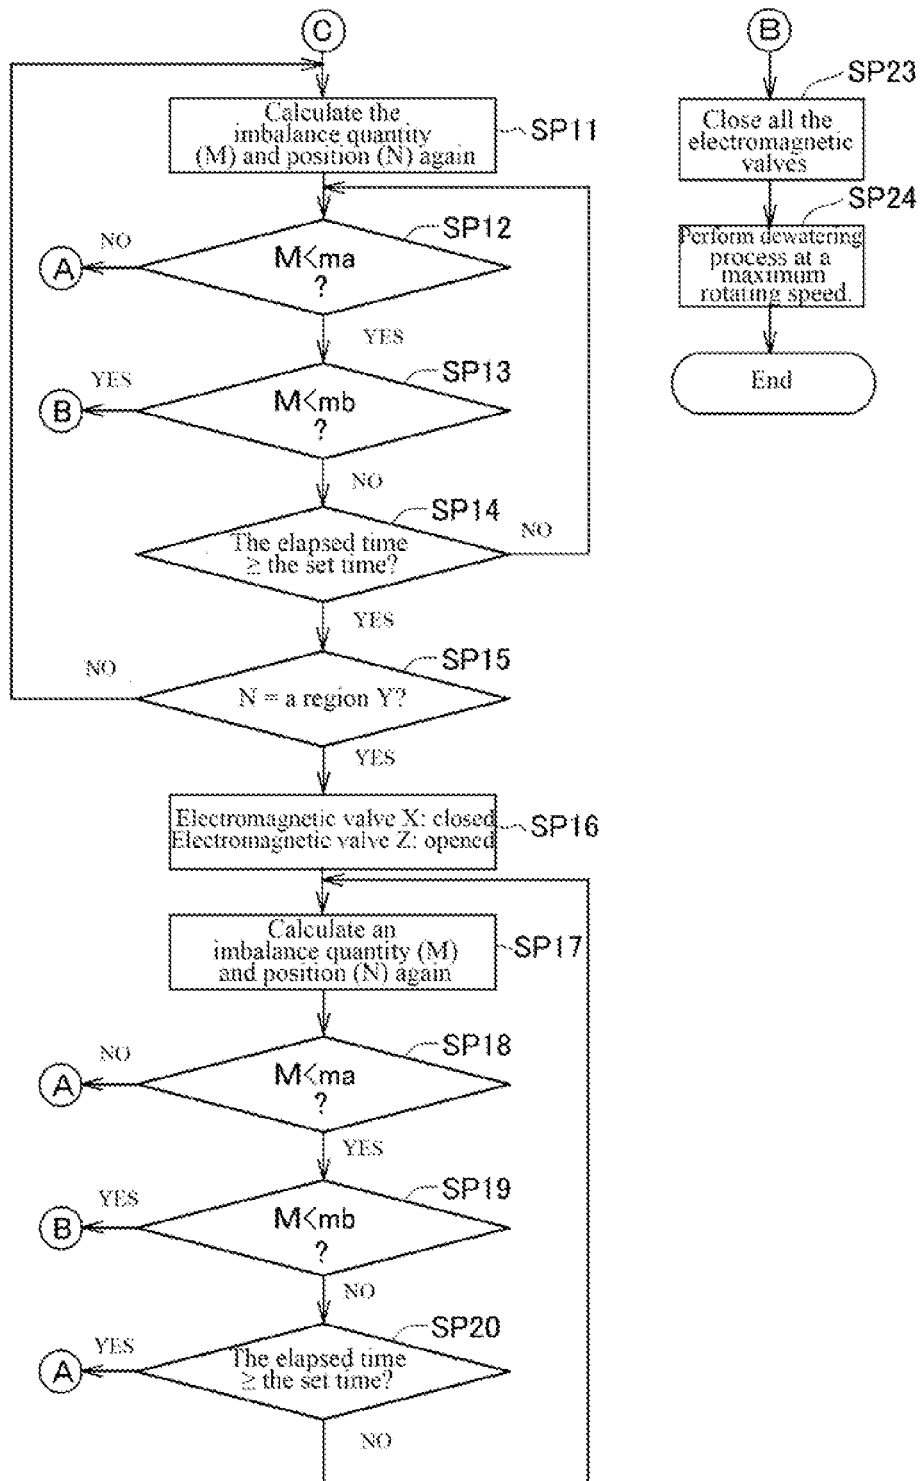 C
Calculate the
imbalance quantity
(M) and position (N) again
SP11
SP12
NO
A
M<ma
?
YES
SP13
YES
B
M<mb
?
NO
SP14
The elapsed time
≥ the set time?
NO
YES
SP15
NO
N = a region Y?
YES
Electromagnetic valve X: closed
Electromagnetic valve Z: opened
SP16
Calculate an
imbalance quantity (M)
and position (N) again
SP17
SP18
NO
A
M<ma
?
YES
SP19
YES
B
M<mb
?
NO
SP20
YES
A
The elapsed time
≥ the set time?
NO
B
SP23
Close all the
electromagnetic
valves
SP24
Perform dewatering
process at a
maximum
rotating speed.
End